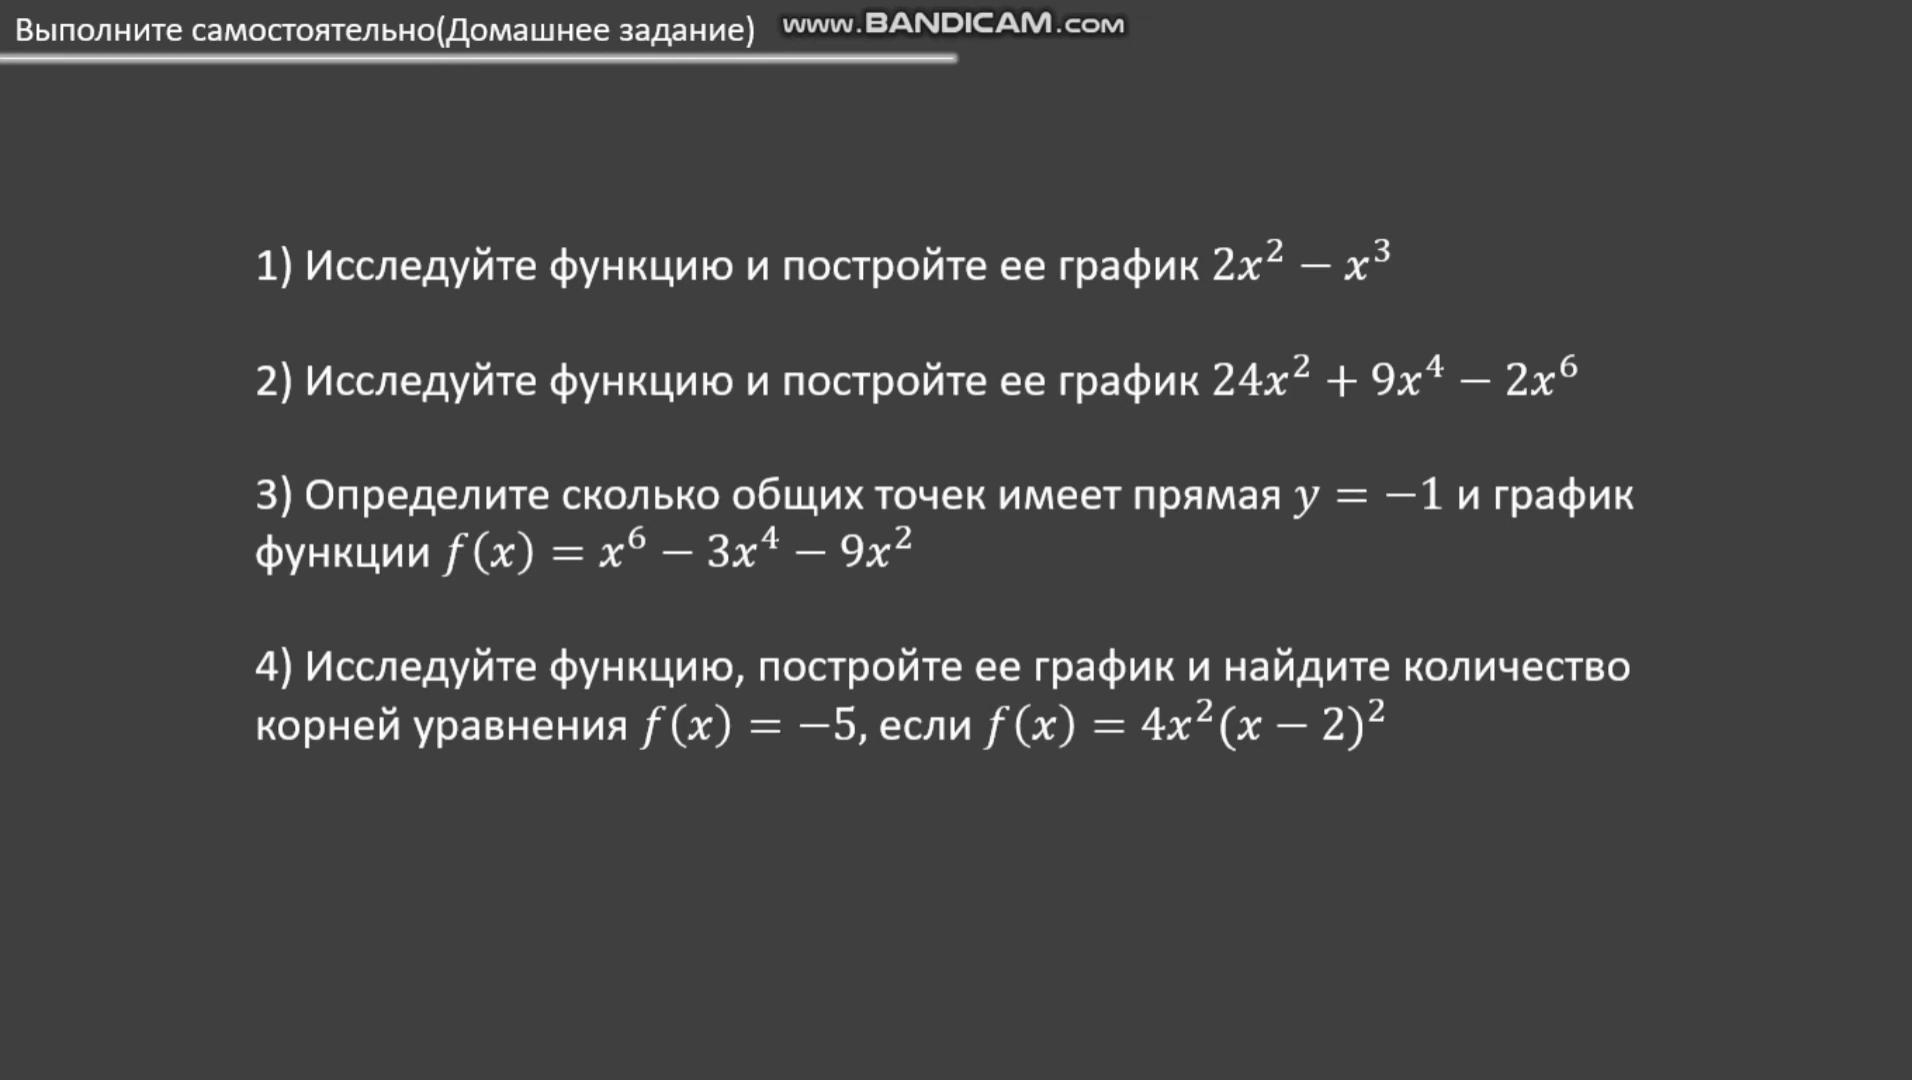 Выполните самостоятельно(Домашнее задание)
www.BANDICAM.com
1) Исследуйте функцию и постройте ее график 2x² − x³
2) Исследуйте функцию и постройте ее график 24x² + 9x⁴ − 2x⁶
3) Определите сколько общих точек имеет прямая y = −1 и график
функции f(x) = x⁶ − 3x⁴ − 9x²
4) Исследуйте функцию, постройте ее график и найдите количество
корней уравнения f(x) = −5, если f(x) = 4x²(x − 2)²